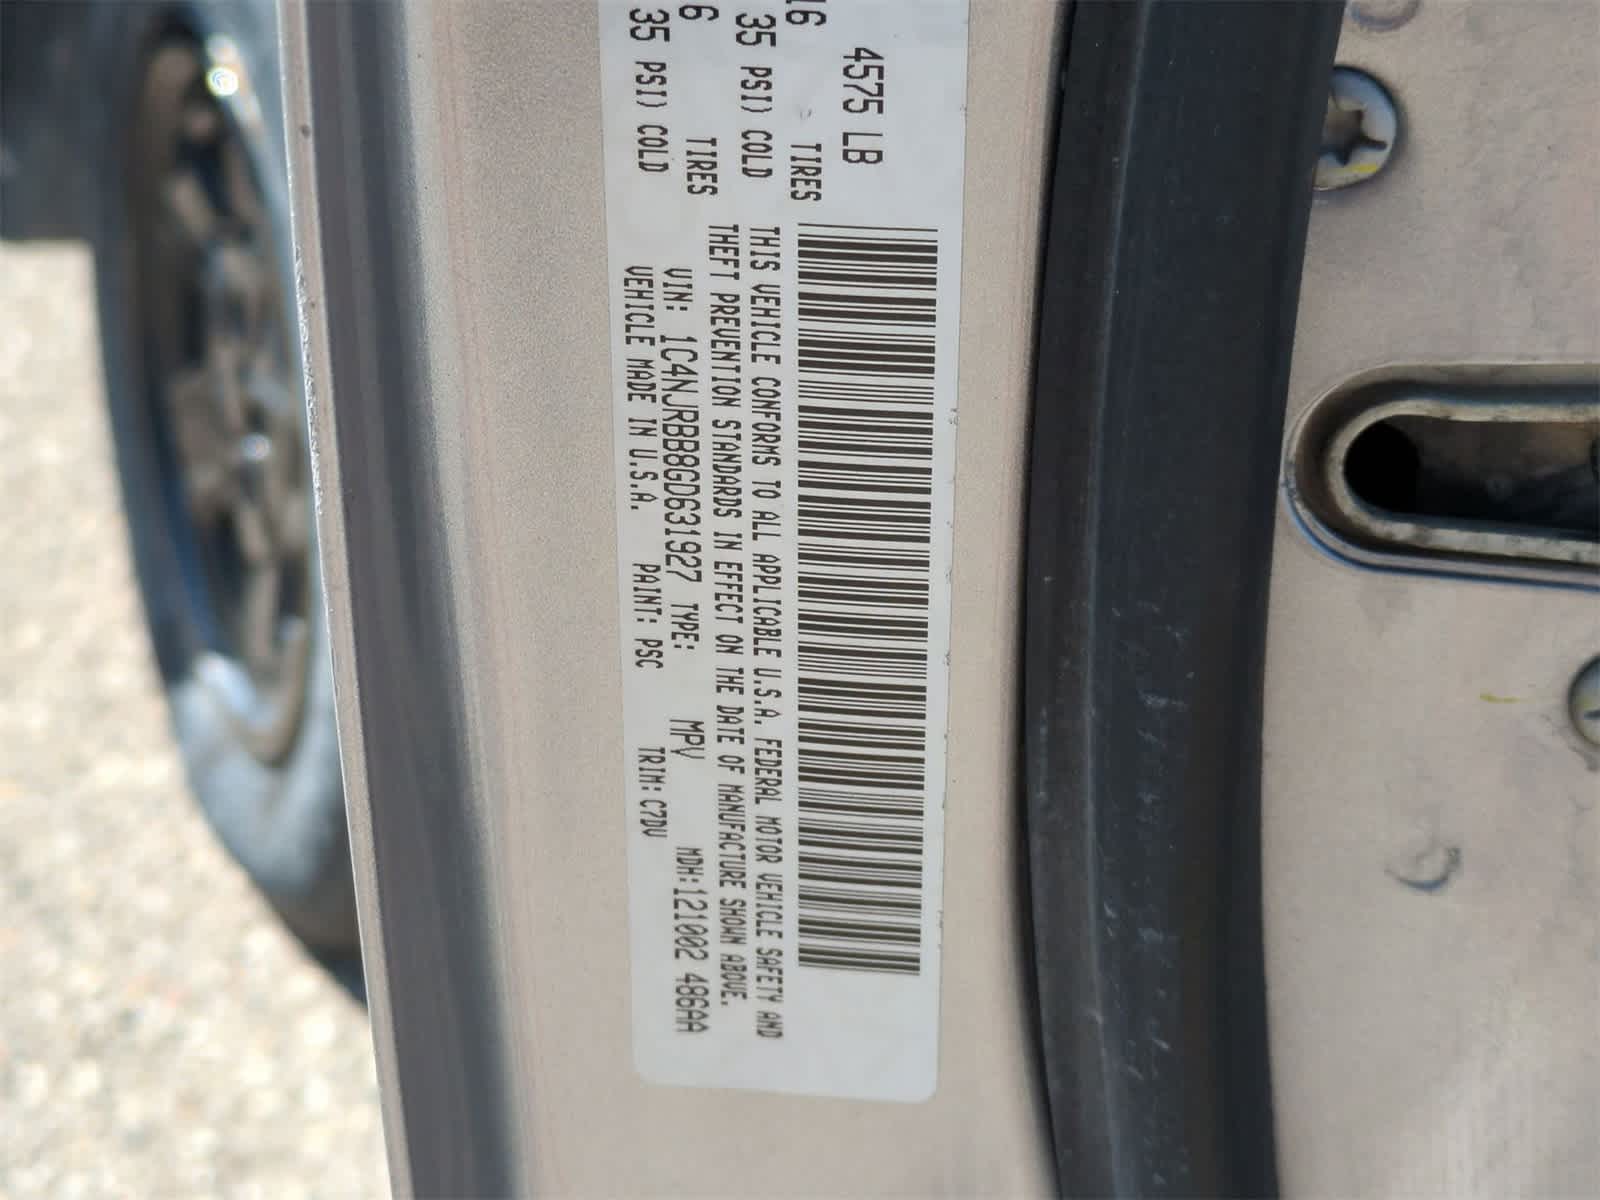 4575 LB
16 TIRES
35 PSI) COLD
6 TIRES
35 PSI) COLD
THIS VEHICLE CONFORMS TO ALL APPLICABLE U.S.A. FEDERAL MOTOR VEHICLE SAFETY AND
THEFT PREVENTION STANDARDS IN EFFECT ON THE DATE OF MANUFACTURE SHOWN ABOVE.
VIN: 1C4NJRBB8GD631927 TYPE: MPV MDH:121002 486AA
VEHICLE MADE IN U.S.A. PAINT: PSC TRIM: C7DV